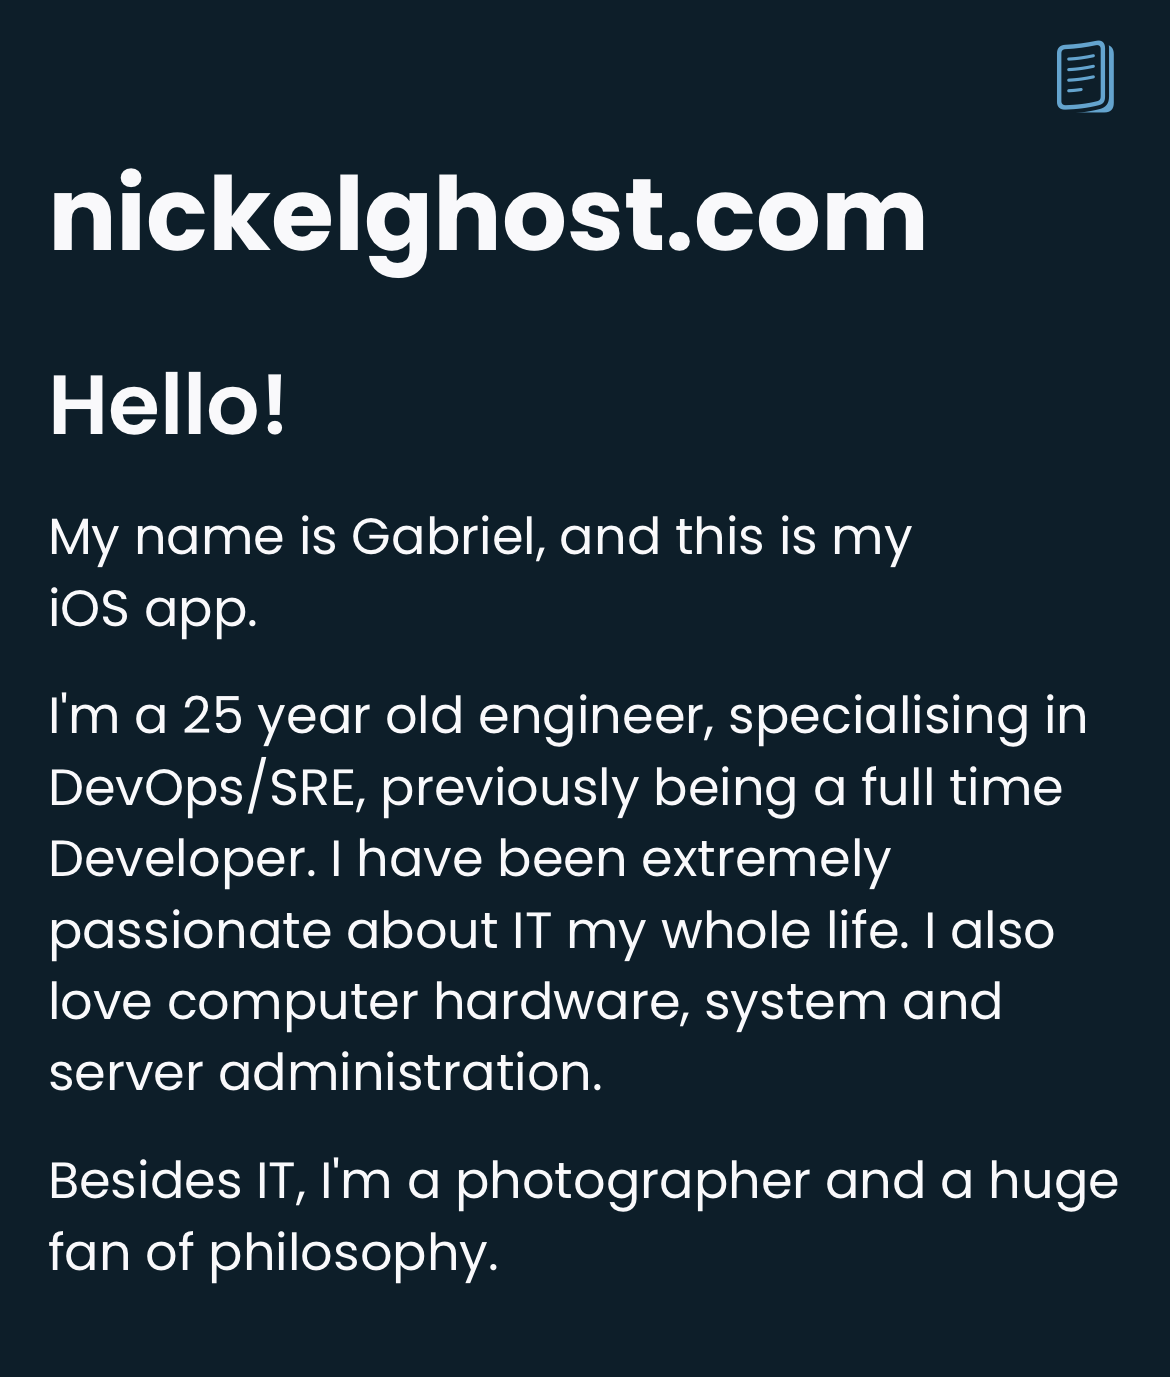 nickelghost.com
Hello!
My name is Gabriel, and this is my
iOS app.
I'm a 25 year old engineer, specialising in
DevOps/SRE, previously being a full time
Developer. I have been extremely
passionate about IT my whole life. I also
love computer hardware, system and
server administration.
Besides IT, I'm a photographer and a huge
fan of philosophy.